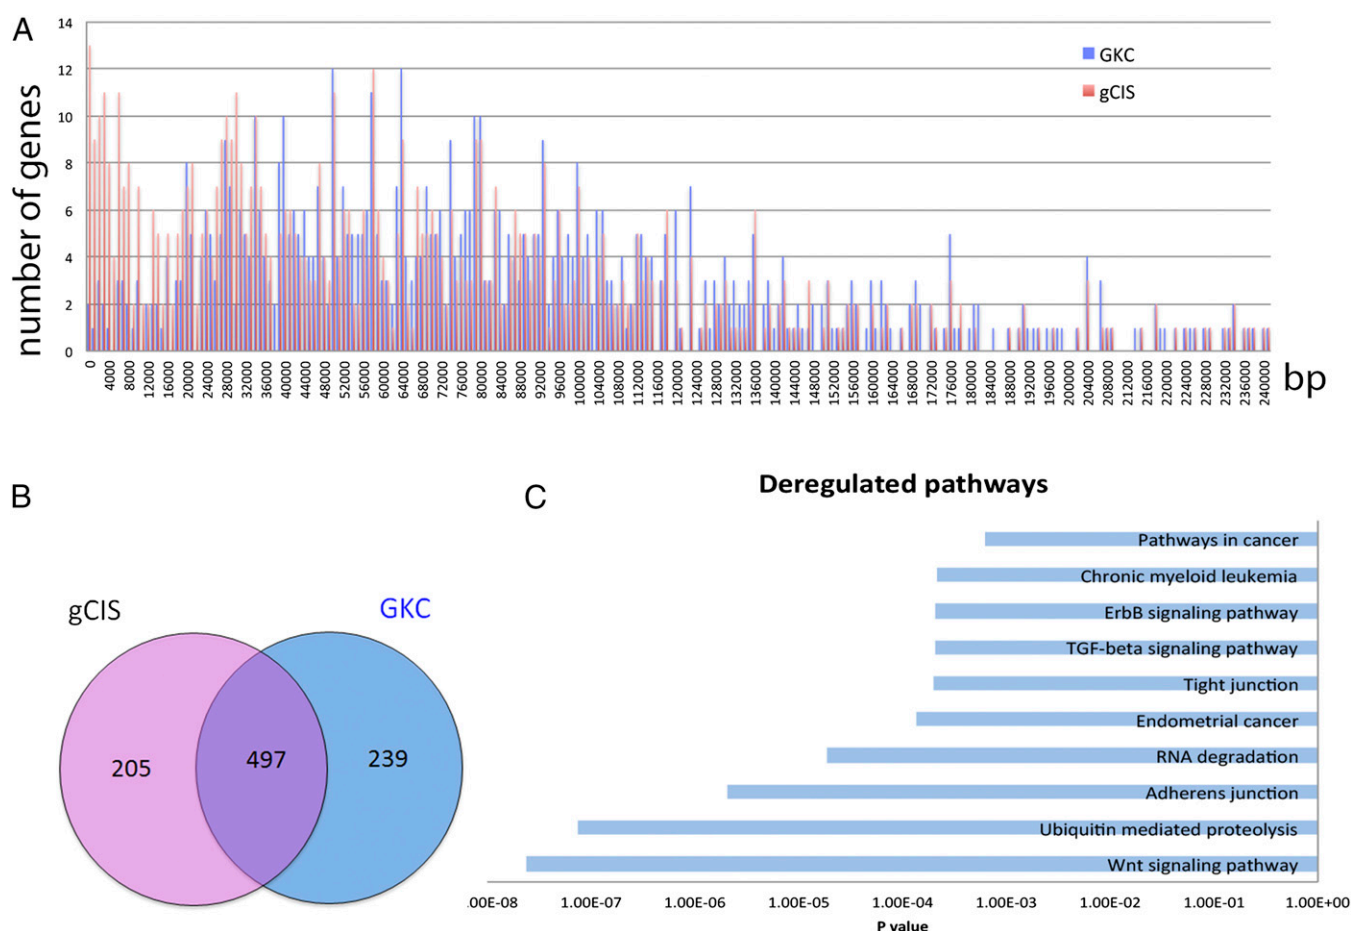 A
number of genes
14
12
10
8
6
4
2
0
GKC
gCIS
0 4000 8000 12000 16000 20000 24000 28000 32000 36000 40000 44000 48000 52000 56000 60000 64000 68000 72000 76000 80000 84000 88000 92000 96000 100000 104000 108000 112000 116000 120000 124000 128000 132000 136000 140000 144000 148000 152000 156000 160000 164000 168000 172000 176000 180000 184000 188000 192000 196000 200000 204000 208000 212000 216000 220000 224000 228000 232000 236000 240000
bp
B
gCIS
GKC
205
497
239
C
Deregulated pathways
Pathways in cancer
Chronic myeloid leukemia
ErbB signaling pathway
TGF-beta signaling pathway
Tight junction
Endometrial cancer
RNA degradation
Adherens junction
Ubiquitin mediated proteolysis
Wnt signaling pathway
.00E-08 1.00E-07 1.00E-06 1.00E-05 1.00E-04 1.00E-03 1.00E-02 1.00E-01 1.00E+00
P value